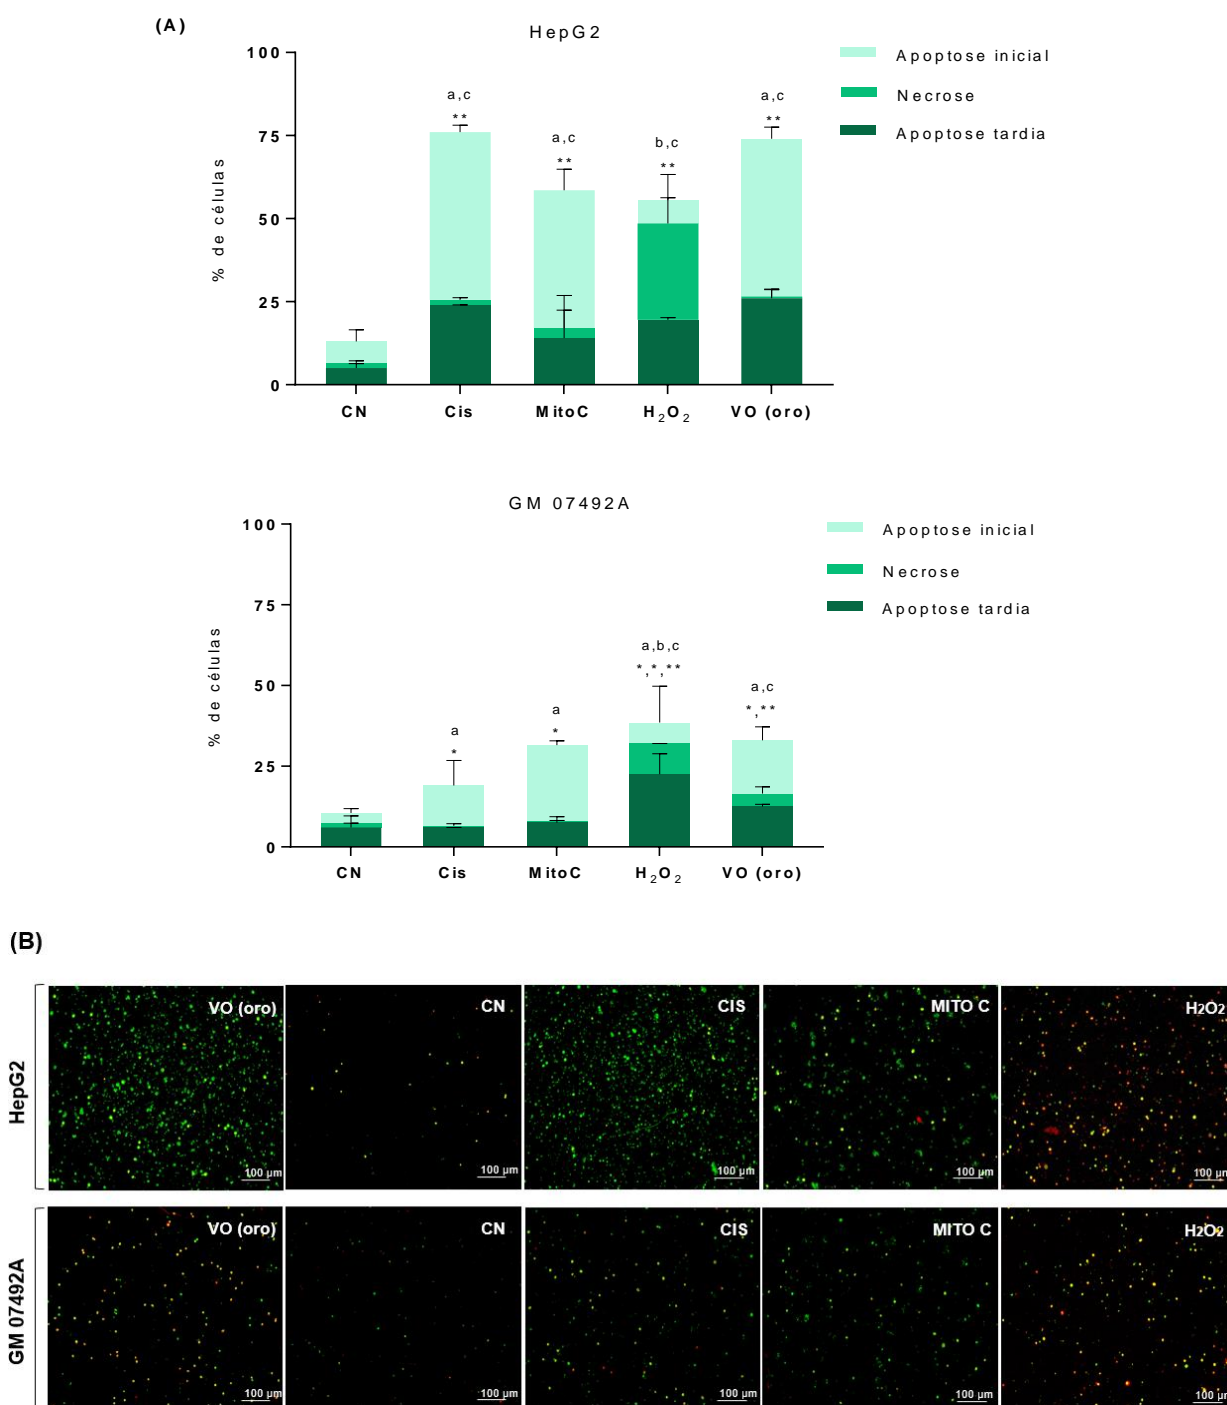 (A)
HepG2
100
75
50
25
0
% de células
a,c
**
a,c
**
b,c
**
a,c
**
CN Cis MitoC H₂O₂ VO (oro)
Apoptose inicial
Necrose
Apoptose tardia
GM 07492A
100
75
50
25
0
% de células
a
*
a
*
a,b,c
*,*,**
a,c
*,**
CN Cis MitoC H₂O₂ VO (oro)
Apoptose inicial
Necrose
Apoptose tardia
(B)
HepG2
VO (oro) CN CIS MITO C H₂O₂
100 µm 100 µm 100 µm 100 µm 100 µm
GM 07492A
VO (oro) CN CIS MITO C H₂O₂
100 µm 100 µm 100 µm 100 µm 100 µm